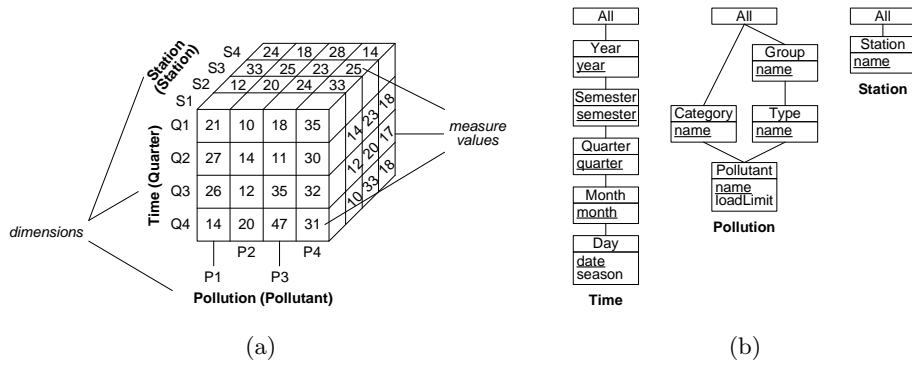 Station
(Station)
S4 24 18 28 14
S3 33 25 23 25
S2 12 20 24 33
S1
Time (Quarter)
Q1 21 10 18 35
Q2 27 14 11 30
Q3 26 12 35 32
Q4 14 20 47 31
14 23 18
12 20 17
10 33 18
P1 P2 P3 P4
Pollution (Pollutant)
dimensions
measure
values
(a)
All
Year
year
Semester
semester
Quarter
quarter
Month
month
Day
date
season
Time
All
Group
name
Category
name
Type
name
Pollutant
name
loadLimit
Pollution
All
Station
name
Station
(b)